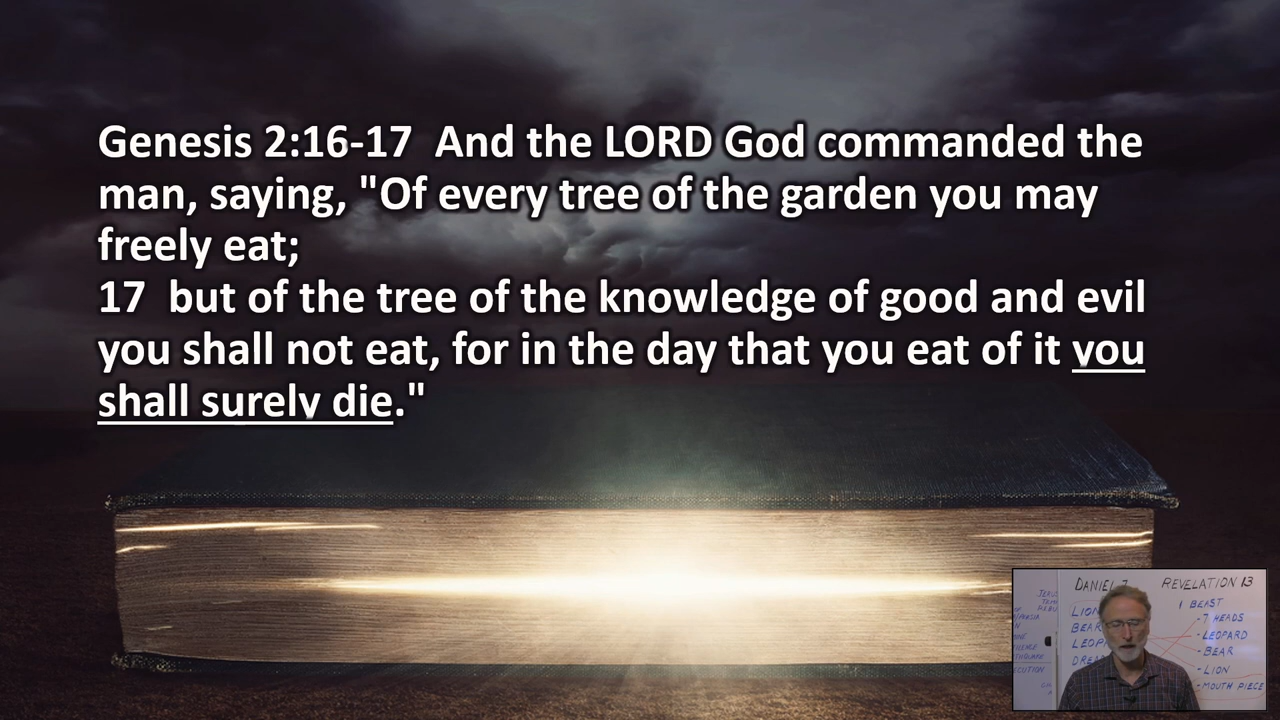 Genesis 2:16-17  And the LORD God commanded the
man, saying, "Of every tree of the garden you may
freely eat;
17  but of the tree of the knowledge of good and evil
you shall not eat, for in the day that you eat of it you
shall surely die."
DANIEL 7
LION
BEAR
REVELATION 13
1 BEAST
- 7 HEADS
- LEOPARD
- BEAR
- LION
- MOUTH PIECE